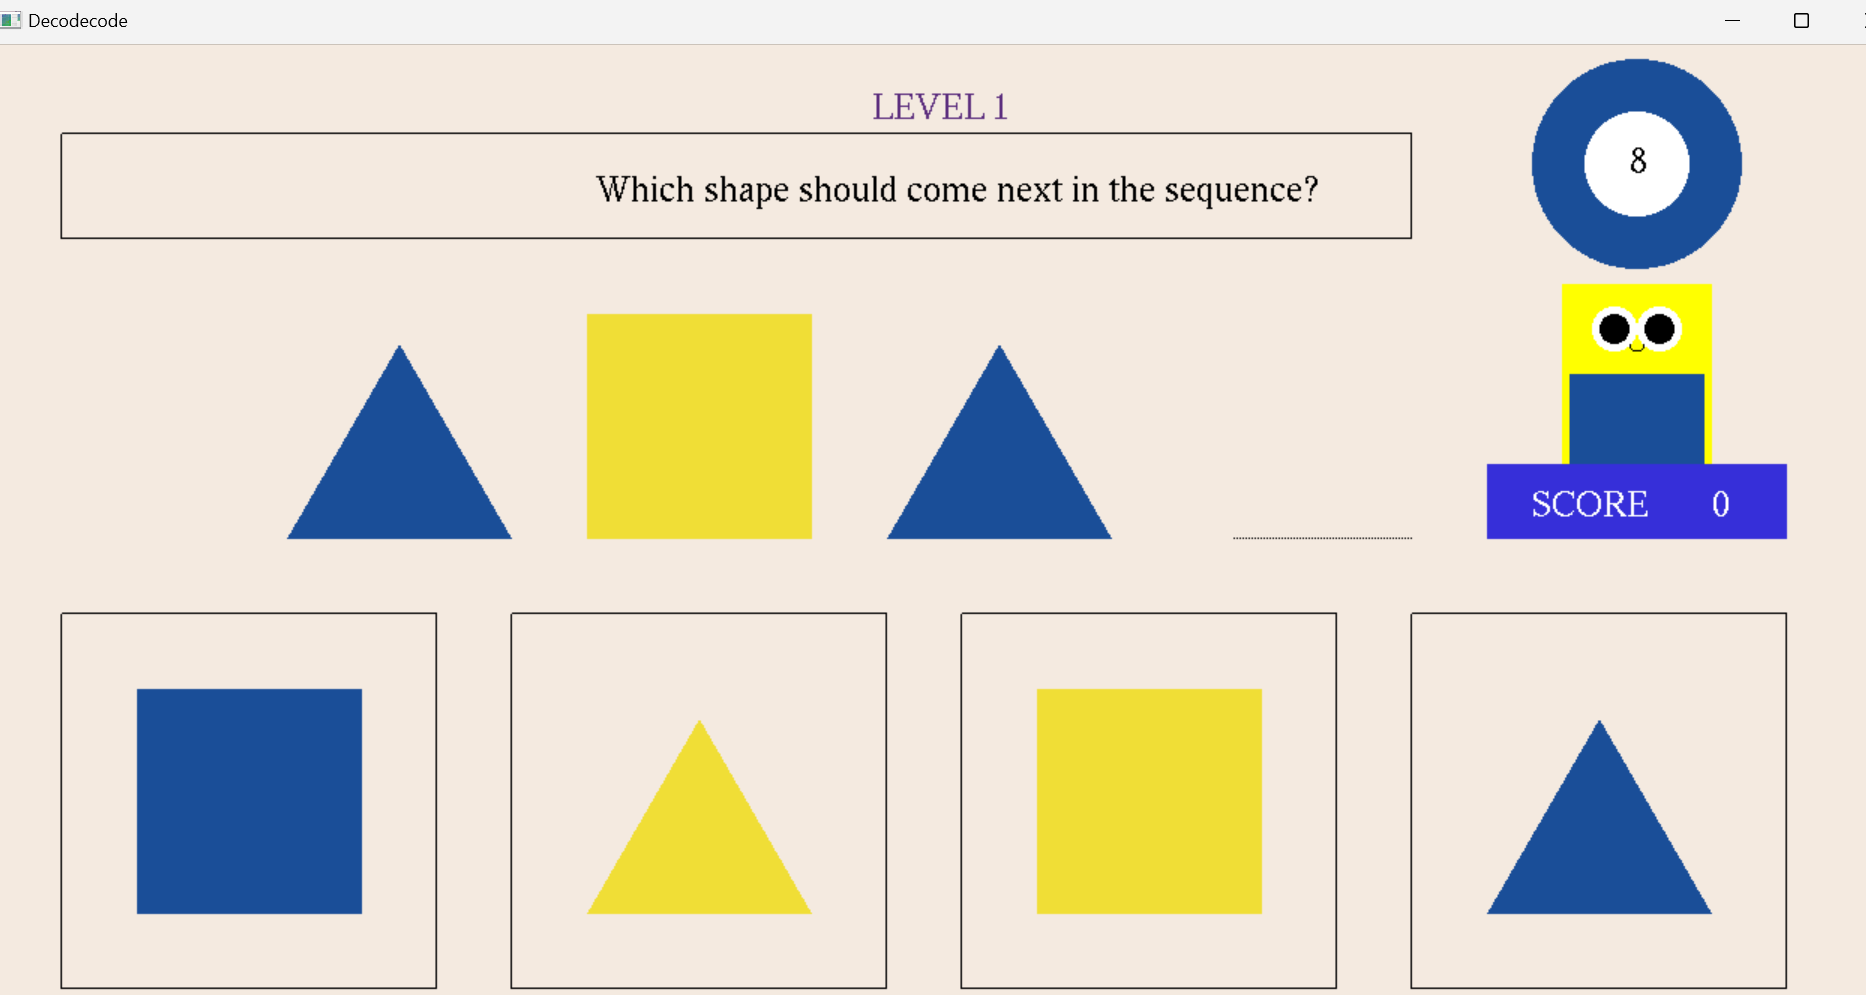 Decodecode
LEVEL 1
Which shape should come next in the sequence?
8
SCORE 0